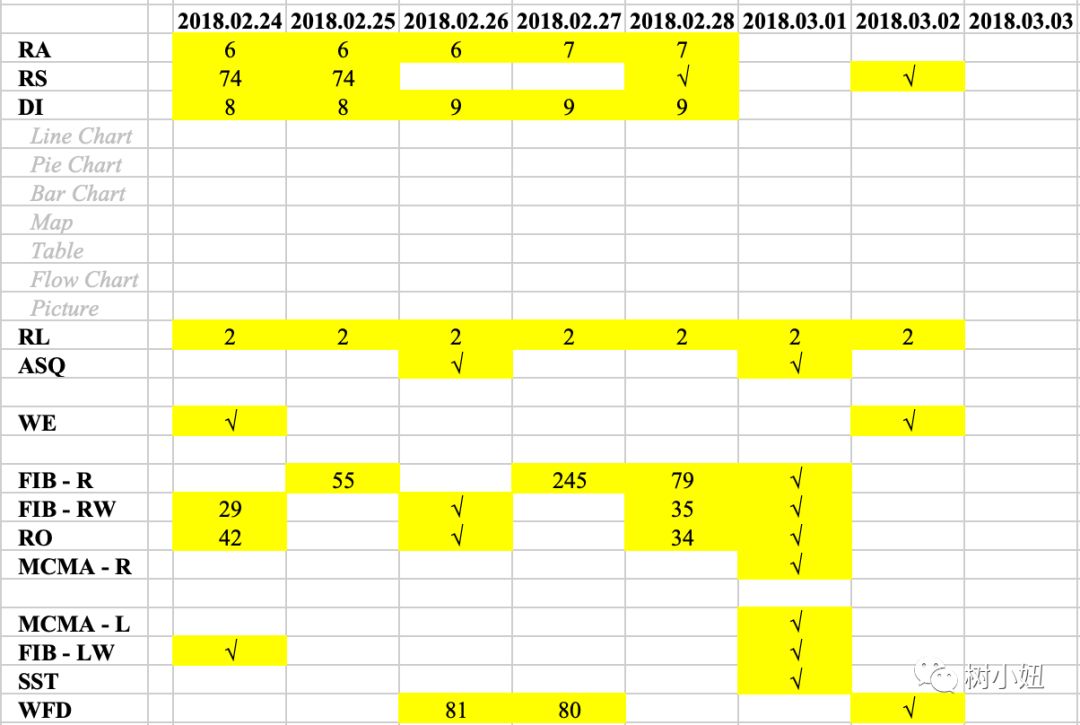 2018.02.24 2018.02.25 2018.02.26 2018.02.27 2018.02.28 2018.03.01 2018.03.02 2018.03.03
RA 6 6 6 7 7
RS 74 74 √ √
DI 8 8 9 9 9
Line Chart
Pie Chart
Bar Chart
Map
Table
Flow Chart
Picture
RL 2 2 2 2 2 2 2
ASQ √ √
WE √ √
FIB - R 55 245 79 √
FIB - RW 29 √ 35 √
RO 42 √ 34 √
MCMA - R √
MCMA - L √
FIB - LW √ √
SST √
WFD 81 80 √
树小妞